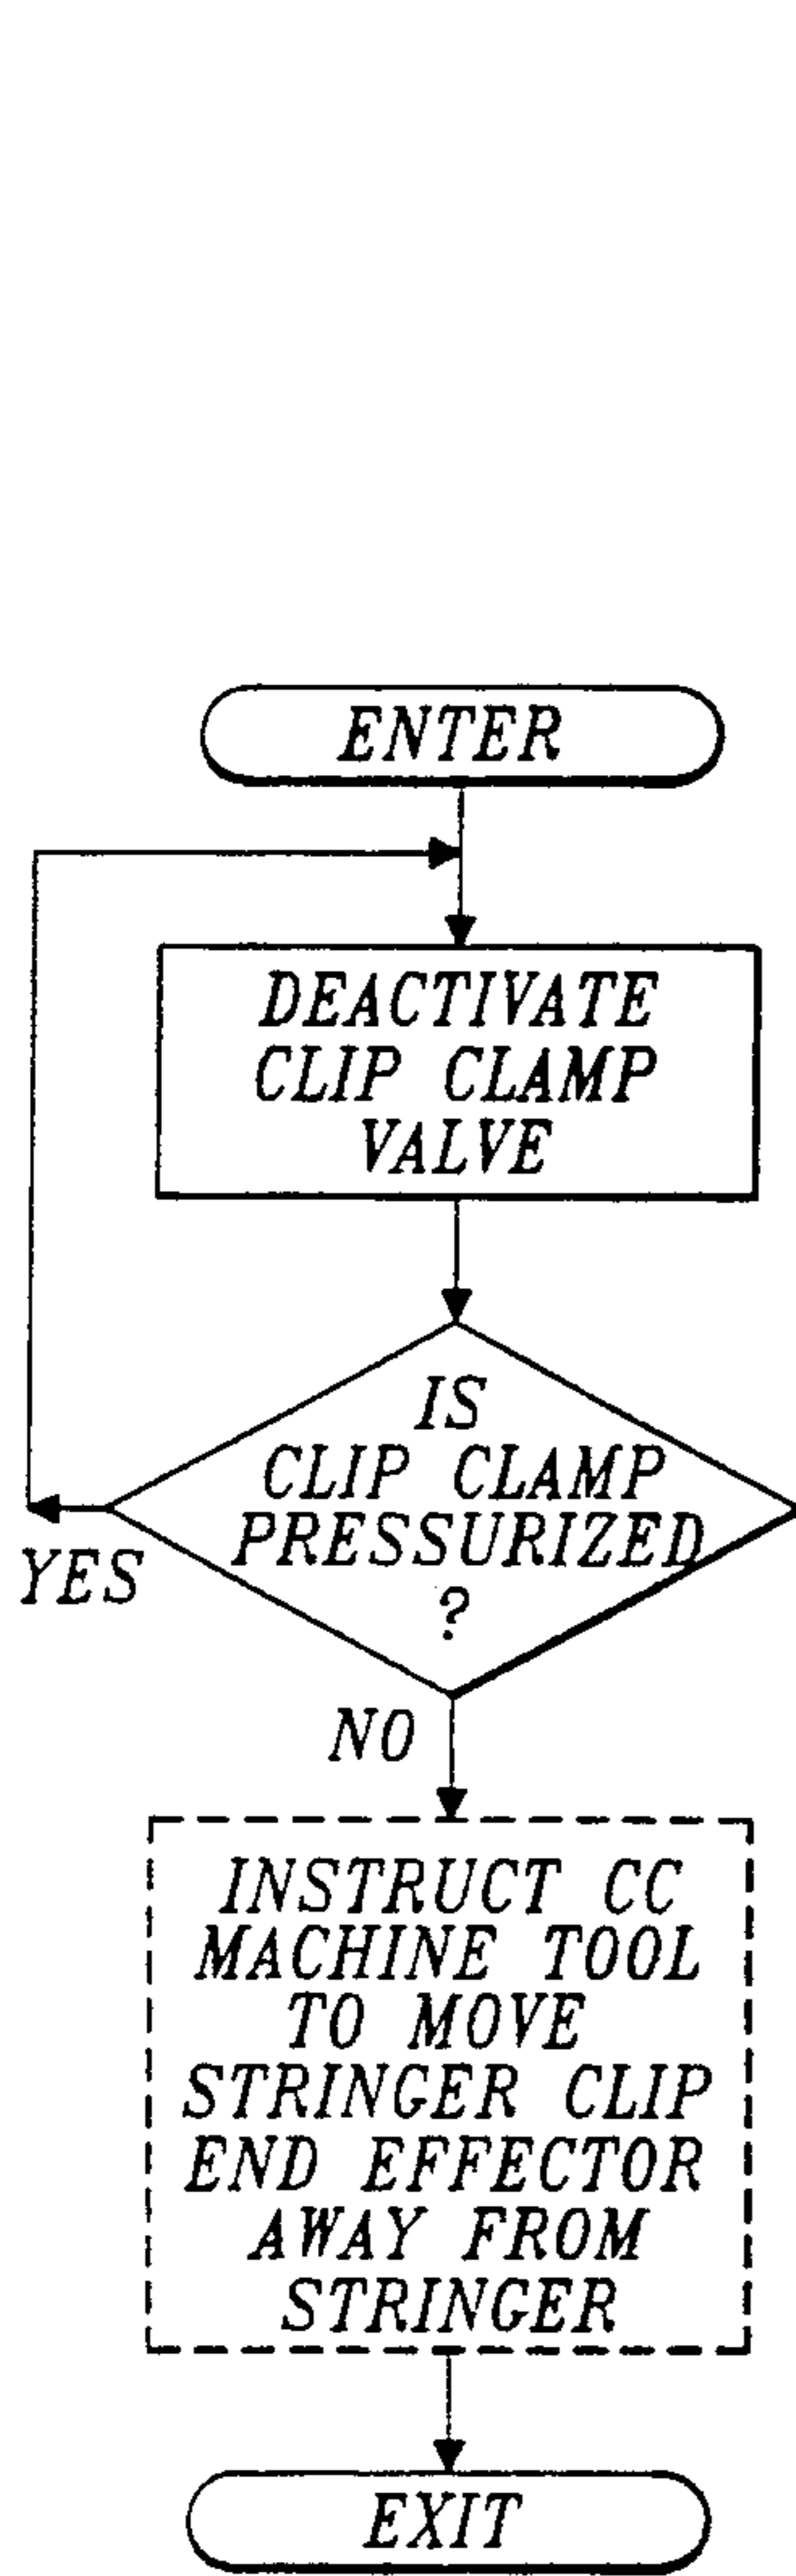 ENTER
DEACTIVATE
CLIP CLAMP
VALVE
IS
CLIP CLAMP
PRESSURIZED
?
YES
NO
INSTRUCT CC
MACHINE TOOL
TO MOVE
STRINGER CLIP
END EFFECTOR
AWAY FROM
STRINGER
EXIT